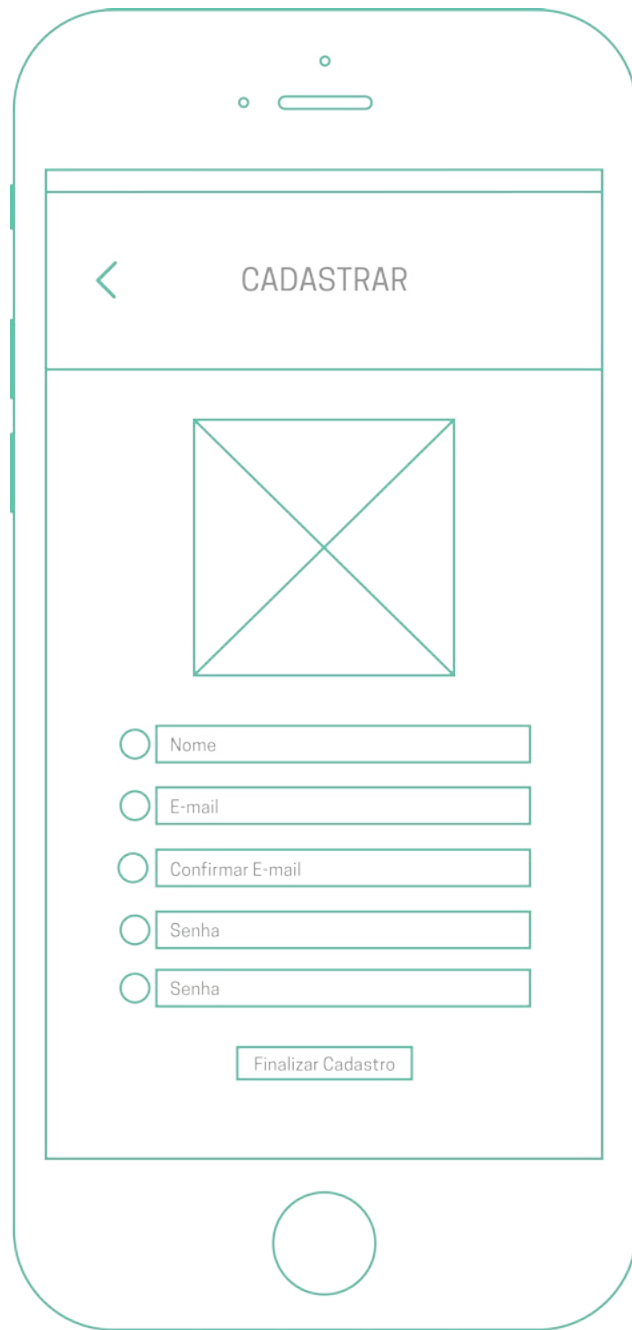 CADASTRAR
Nome
E-mail
Confirmar E-mail
Senha
Senha
Finalizar Cadastro